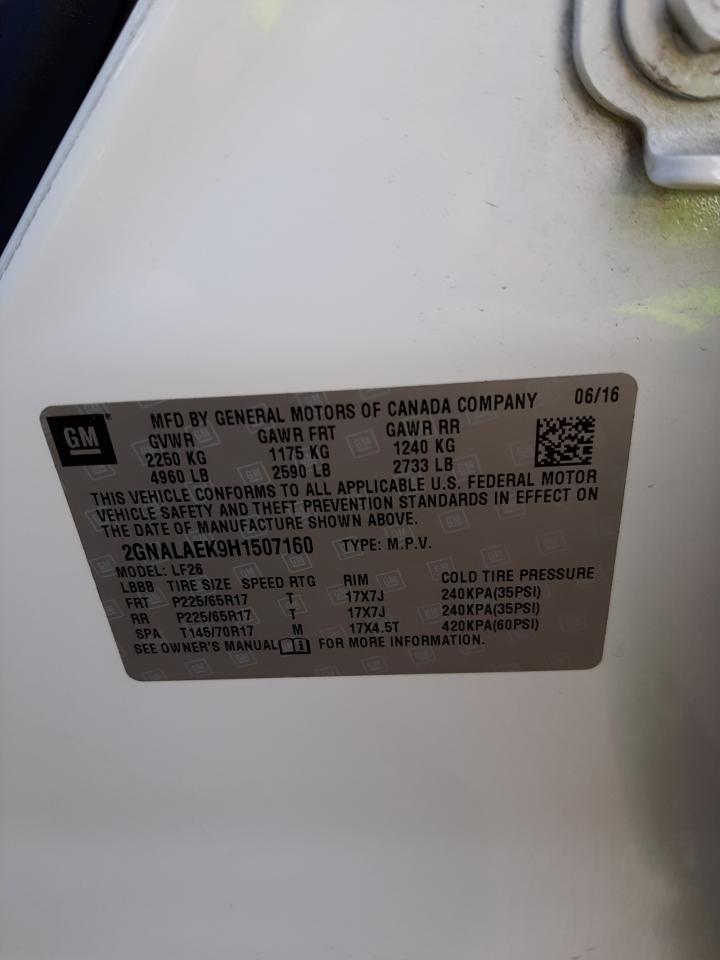 GM
MFD BY GENERAL MOTORS OF CANADA COMPANY 06/16
GVWR GAWR FRT GAWR RR
2250 KG 1175 KG 1240 KG
4960 LB 2590 LB 2733 LB
THIS VEHICLE CONFORMS TO ALL APPLICABLE U.S. FEDERAL MOTOR
VEHICLE SAFETY AND THEFT PREVENTION STANDARDS IN EFFECT ON
THE DATE OF MANUFACTURE SHOWN ABOVE.
2GNALAEK9H1507160 TYPE: M.P.V.
MODEL: LF26
LBBB TIRE SIZE SPEED RTG RIM COLD TIRE PRESSURE
FRT P225/65R17 T 17X7J 240KPA(35PSI)
RR P225/65R17 T 17X7J 240KPA(35PSI)
SPA T145/70R17 M 17X4.5T 420KPA(60PSI)
SEE OWNER'S MANUAL FOR MORE INFORMATION.